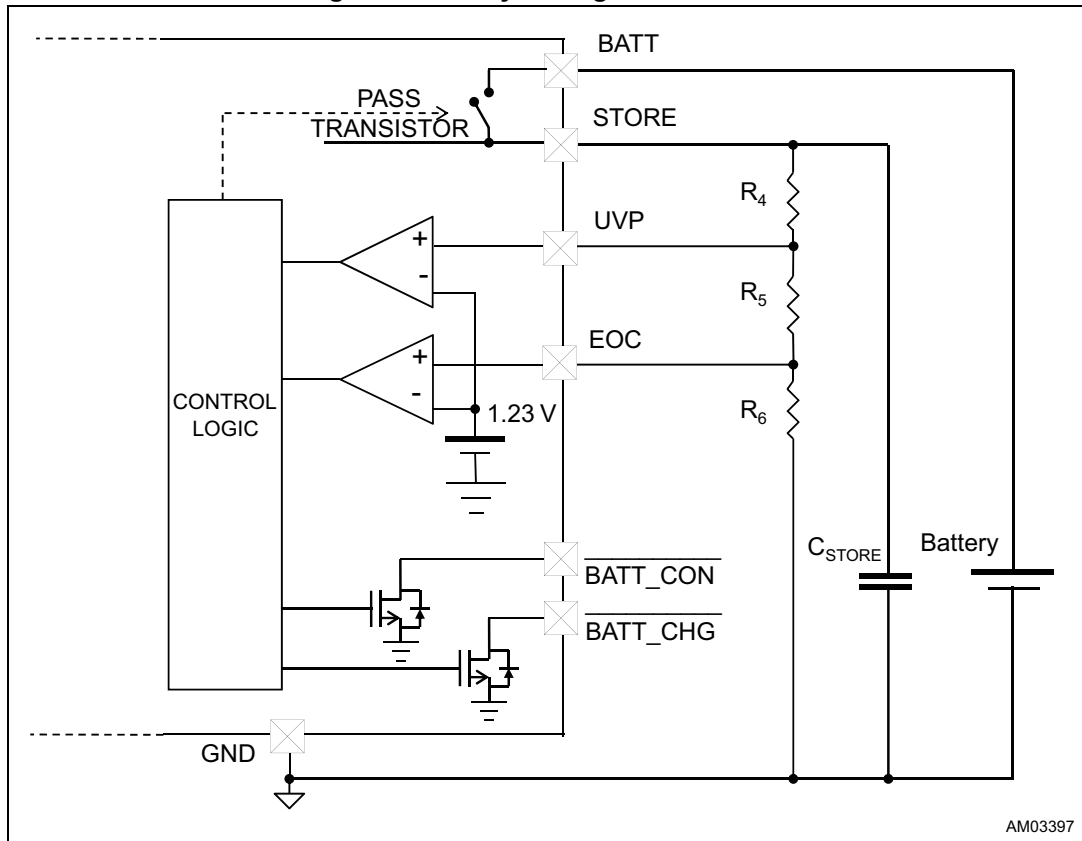 BATT
PASS
TRANSISTOR
STORE
R4
UVP
R5
EOC
CONTROL
LOGIC
1.23 V
R6
CSTORE
Battery
BATT_CON
BATT_CHG
GND
AM03397
+
-
+
-